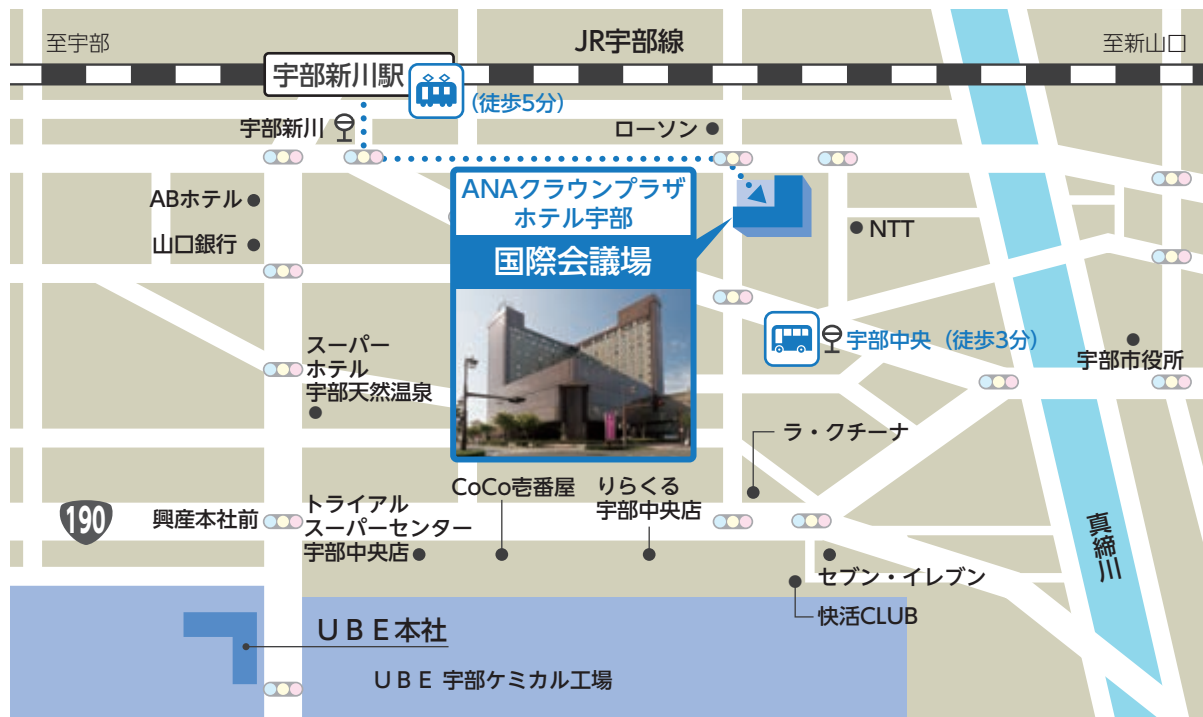 至宇部
JR宇部線
至新山口
宇部新川駅
(徒歩5分)
宇部新川
ローソン
ABホテル
山口銀行
ANAクラウンプラザ
ホテル宇部
国際会議場
NTT
宇部中央(徒歩3分)
宇部市役所
スーパー
ホテル
宇部天然温泉
ラ・クチーナ
CoCo壱番屋
りらくる
宇部中央店
190
興産本社前
トライアル
スーパーセンター
宇部中央店
真締川
セブン・イレブン
快活CLUB
UBE本社
UBE 宇部ケミカル工場